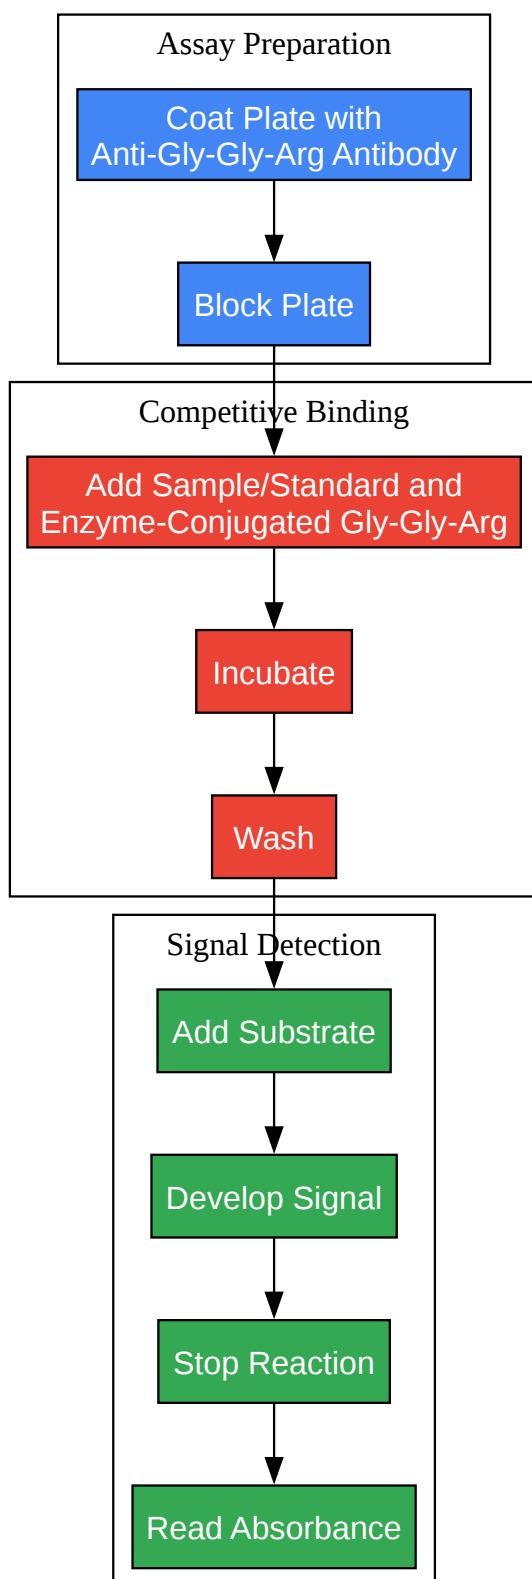 Assay Preparation
Coat Plate with
Anti-Gly-Gly-Arg Antibody
Block Plate
Competitive Binding
Add Sample/Standard and
Enzyme-Conjugated Gly-Gly-Arg
Incubate
Wash
Signal Detection
Add Substrate
Develop Signal
Stop Reaction
Read Absorbance